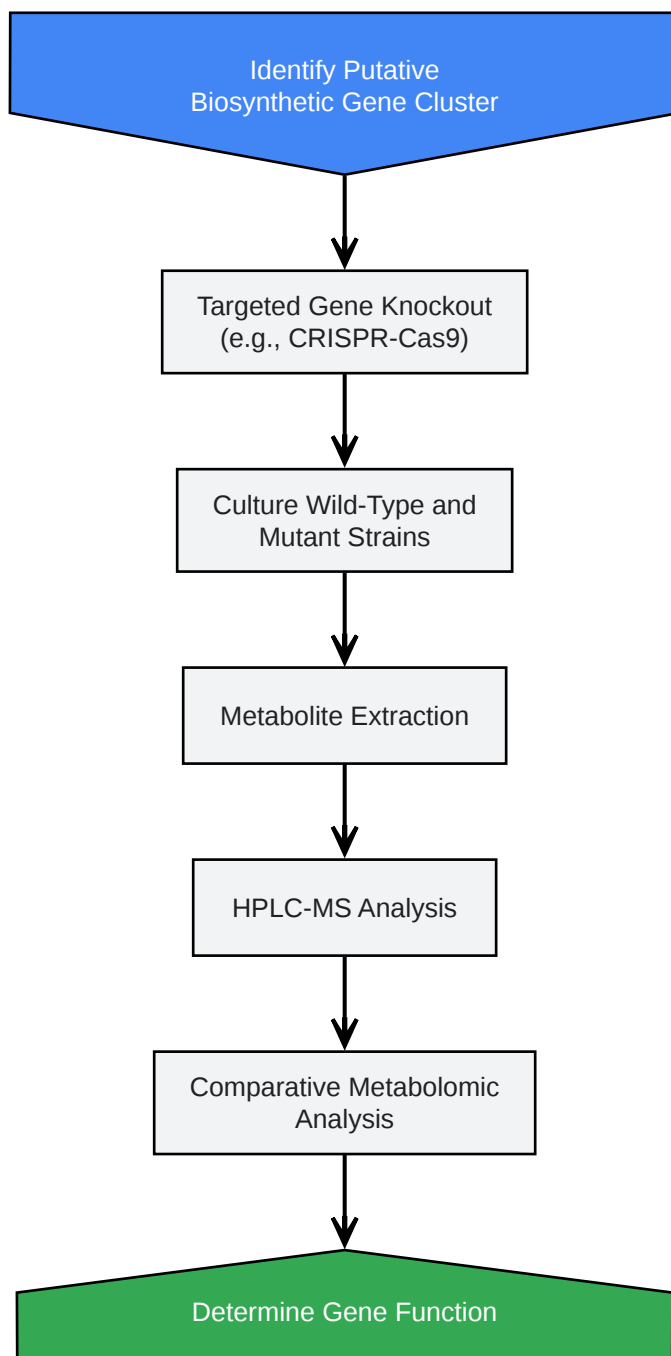 Identify Putative
Biosynthetic Gene Cluster
Targeted Gene Knockout
(e.g., CRISPR-Cas9)
Culture Wild-Type and
Mutant Strains
Metabolite Extraction
HPLC-MS Analysis
Comparative Metabolomic
Analysis
Determine Gene Function